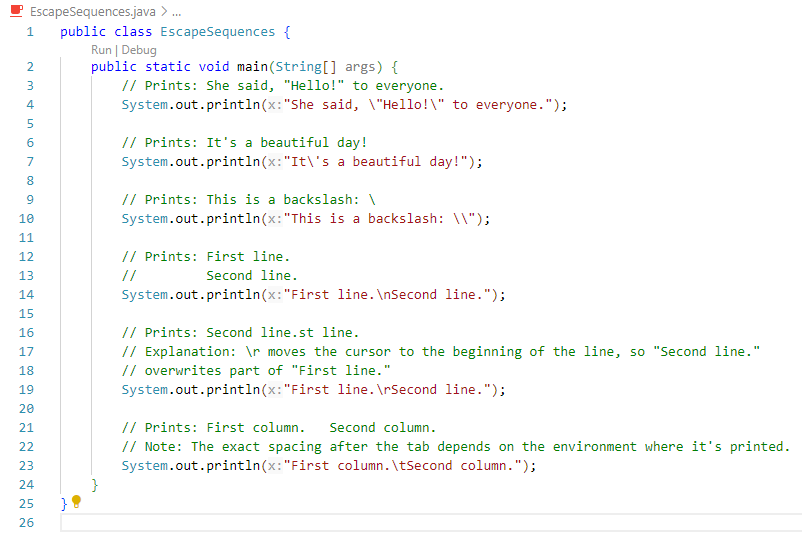 EscapeSequences.java > ...
1 public class EscapeSequences {
Run | Debug
2 public static void main(String[] args) {
3 // Prints: She said, "Hello!" to everyone.
4 System.out.println(x:"She said, \"Hello!\" to everyone.");
5
6 // Prints: It's a beautiful day!
7 System.out.println(x:"It\'s a beautiful day!");
8
9 // Prints: This is a backslash: \
10 System.out.println(x:"This is a backslash: \\");
11
12 // Prints: First line.
13 //         Second line.
14 System.out.println(x:"First line.\nSecond line.");
15
16 // Prints: Second line.st line.
17 // Explanation: \r moves the cursor to the beginning of the line, so "Second line."
18 // overwrites part of "First line."
19 System.out.println(x:"First line.\rSecond line.");
20
21 // Prints: First column.   Second column.
22 // Note: The exact spacing after the tab depends on the environment where it's printed.
23 System.out.println(x:"First column.\tSecond column.");
24 }
25 }
26